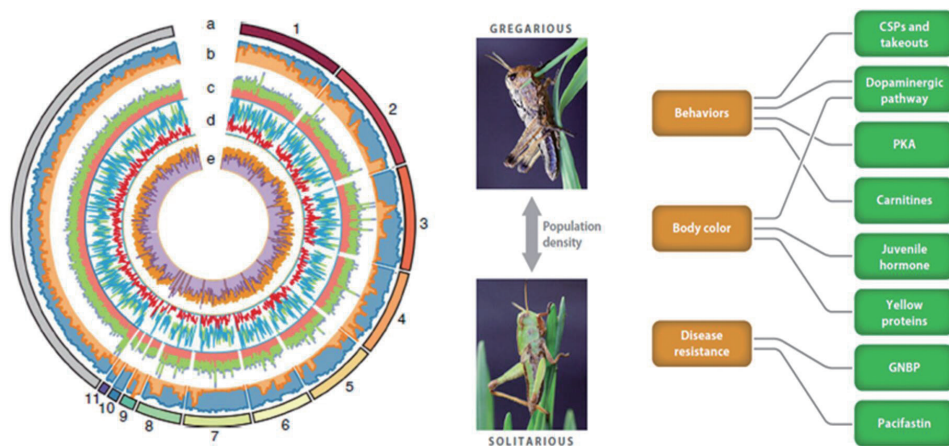 a
b
c
d
e
1
2
3
4
5
6
7
8
9
10
11
GREGARIOUS
Population
density
SOLITARIOUS
Behaviors
Body color
Disease
resistance
CSPs and
takeouts
Dopaminergic
pathway
PKA
Carnitines
Juvenile
hormone
Yellow
proteins
GNBP
Pacifastin